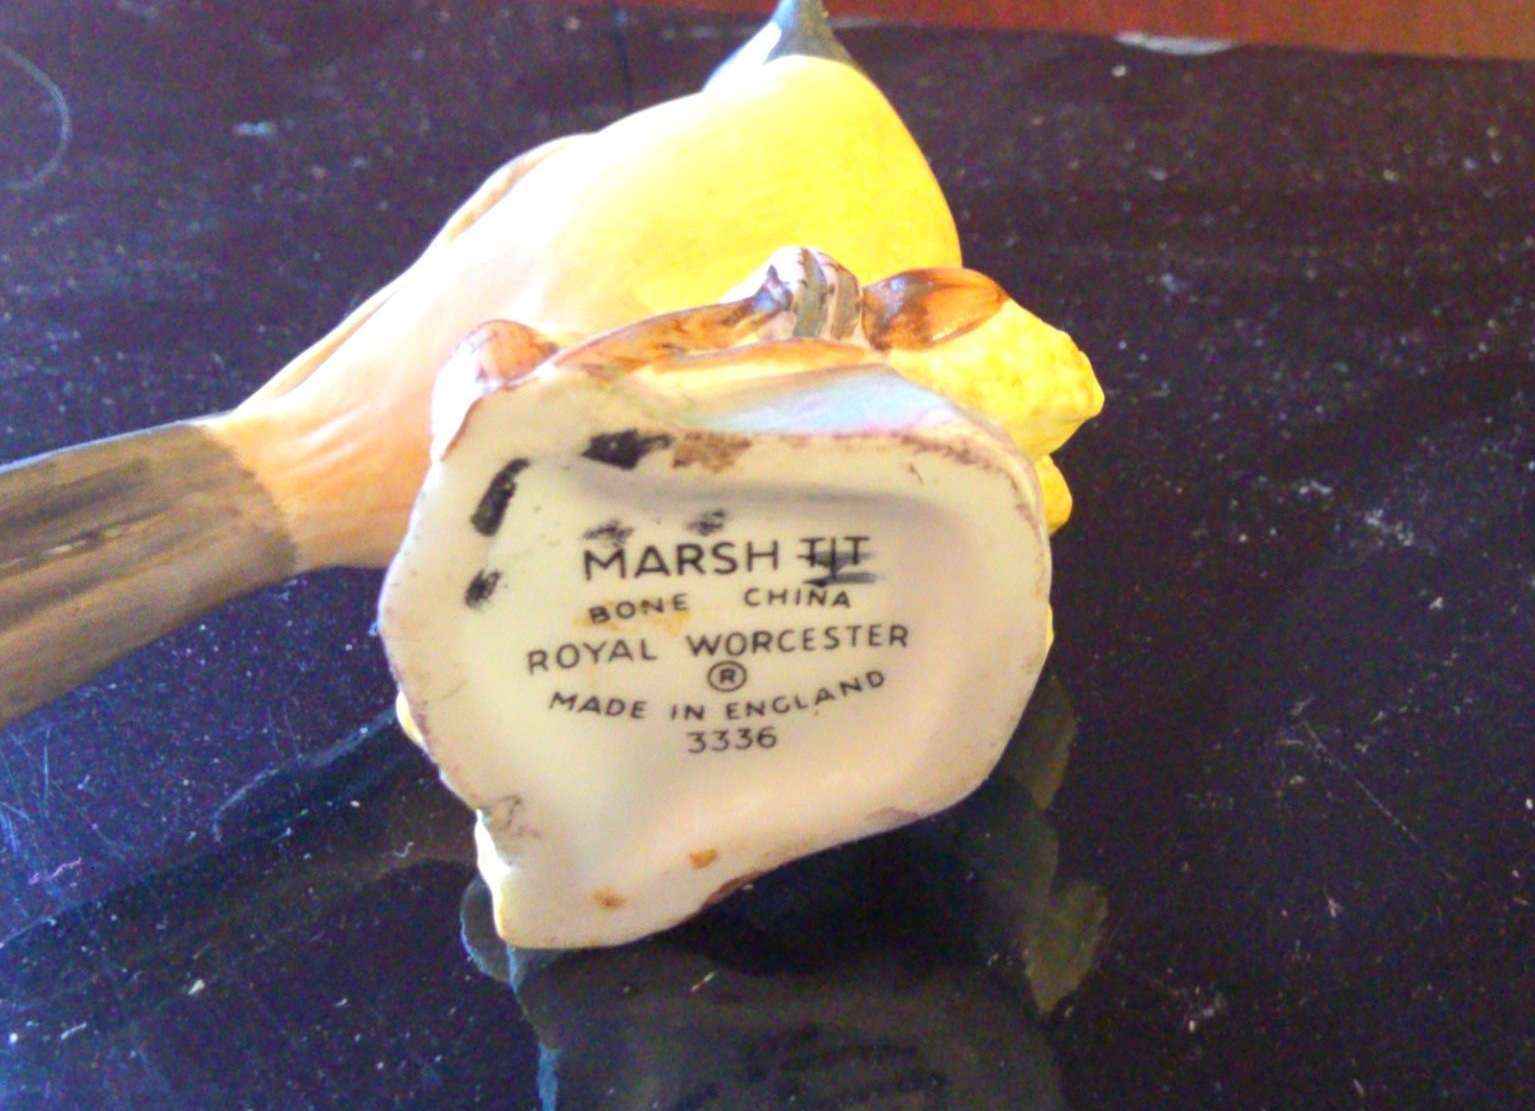 MARSH TIT
BONE CHINA
ROYAL WORCESTER
®
MADE IN ENGLAND
3336